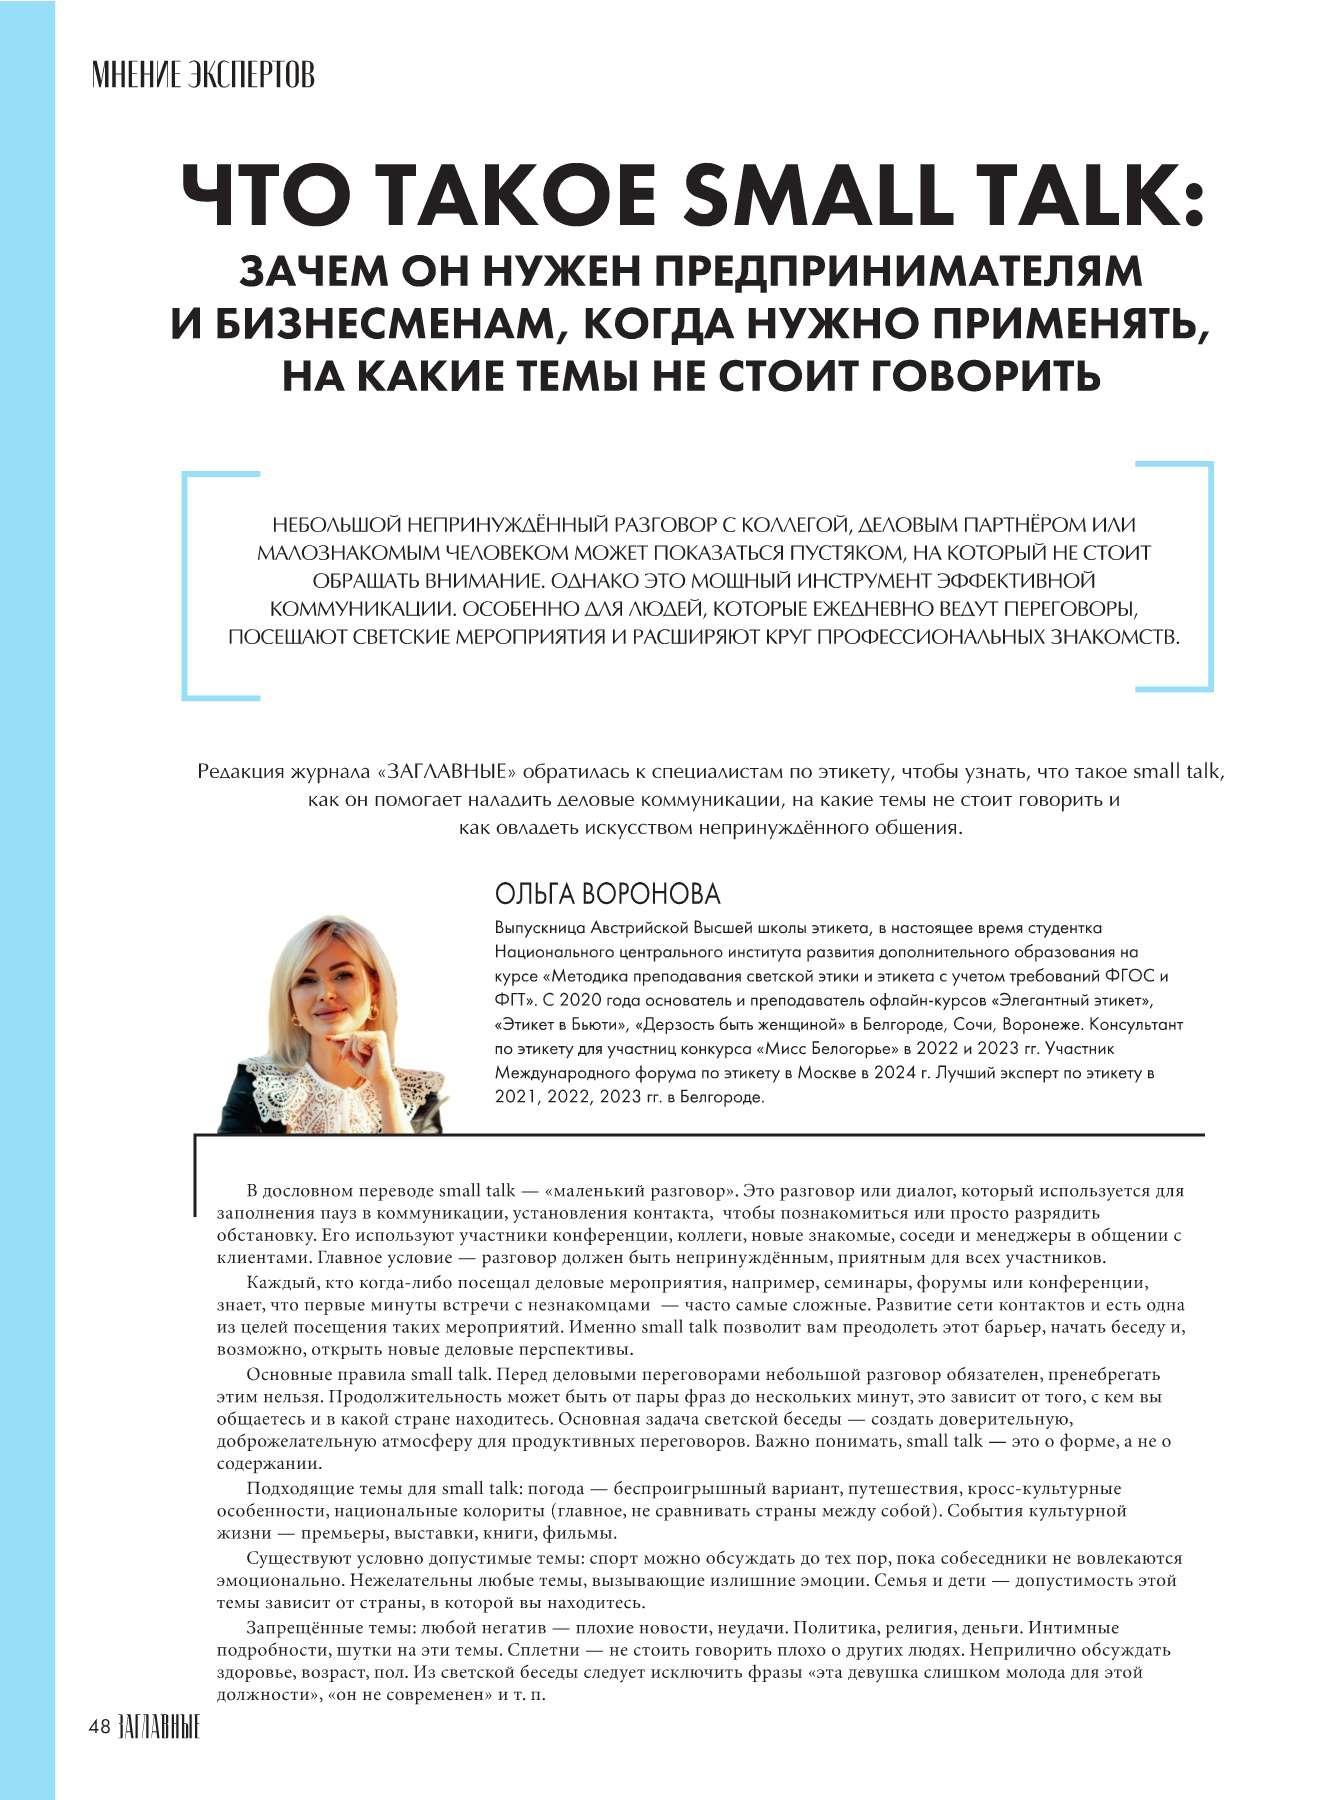 МНЕНИЕ ЭКСПЕРТОВ
ЧТО ТАКОЕ SMALL TALK:
ЗАЧЕМ ОН НУЖЕН ПРЕДПРИНИМАТЕЛЯМ
И БИЗНЕСМЕНАМ, КОГДА НУЖНО ПРИМЕНЯТЬ,
НА КАКИЕ ТЕМЫ НЕ СТОИТ ГОВОРИТЬ
НЕБОЛЬШОЙ НЕПРИНУЖДЁННЫЙ РАЗГОВОР С КОЛЛЕГОЙ, ДЕЛОВЫМ ПАРТНЁРОМ ИЛИ
МАЛОЗНАКОМЫМ ЧЕЛОВЕКОМ МОЖЕТ ПОКАЗАТЬСЯ ПУСТЯКОМ, НА КОТОРЫЙ НЕ СТОИТ
ОБРАЩАТЬ ВНИМАНИЕ. ОДНАКО ЭТО МОЩНЫЙ ИНСТРУМЕНТ ЭФФЕКТИВНОЙ
КОММУНИКАЦИИ. ОСОБЕННО ДЛЯ ЛЮДЕЙ, КОТОРЫЕ ЕЖЕДНЕВНО ВЕДУТ ПЕРЕГОВОРЫ,
ПОСЕЩАЮТ СВЕТСКИЕ МЕРОПРИЯТИЯ И РАСШИРЯЮТ КРУГ ПРОФЕССИОНАЛЬНЫХ ЗНАКОМСТВ.
Редакция журнала «ЗАГЛАВНЫЕ» обратилась к специалистам по этикету, чтобы узнать, что такое small talk,
как он помогает наладить деловые коммуникации, на какие темы не стоит говорить и
как овладеть искусством непринуждённого общения.
ОЛЬГА ВОРОНОВА
Выпускница Австрийской Высшей школы этикета, в настоящее время студентка
Национального центрального института развития дополнительного образования на
курсе «Методика преподавания светской этики и этикета с учетом требований ФГОС и
ФГТ». С 2020 года основатель и преподаватель офлайн-курсов «Элегантный этикет»,
«Этикет в Бьюти», «Дерзость быть женщиной» в Белгороде, Сочи, Воронеже. Консультант
по этикету для участниц конкурса «Мисс Белогорье» в 2022 и 2023 гг. Участник
Международного форума по этикету в Москве в 2024 г. Лучший эксперт по этикету в
2021, 2022, 2023 гг. в Белгороде.
В дословном переводе small talk — «маленький разговор». Это разговор или диалог, который используется для
заполнения пауз в коммуникации, установления контакта, чтобы познакомиться или просто разрядить
обстановку. Его используют участники конференции, коллеги, новые знакомые, соседи и менеджеры в общении с
клиентами. Главное условие — разговор должен быть непринуждённым, приятным для всех участников.
Каждый, кто когда-либо посещал деловые мероприятия, например, семинары, форумы или конференции,
знает, что первые минуты встречи с незнакомцами — часто самые сложные. Развитие сети контактов и есть одна
из целей посещения таких мероприятий. Именно small talk позволит вам преодолеть этот барьер, начать беседу и,
возможно, открыть новые деловые перспективы.
Основные правила small talk. Перед деловыми переговорами небольшой разговор обязателен, пренебрегать
этим нельзя. Продолжительность может быть от пары фраз до нескольких минут, это зависит от того, с кем вы
общаетесь и в какой стране находитесь. Основная задача светской беседы — создать доверительную,
доброжелательную атмосферу для продуктивных переговоров. Важно понимать, small talk — это о форме, а не о
содержании.
Подходящие темы для small talk: погода — беспроигрышный вариант, путешествия, кросс-культурные
особенности, национальные колориты (главное, не сравнивать страны между собой). События культурной
жизни — премьеры, выставки, книги, фильмы.
Существуют условно допустимые темы: спорт можно обсуждать до тех пор, пока собеседники не вовлекаются
эмоционально. Нежелательны любые темы, вызывающие излишние эмоции. Семья и дети — допустимость этой
темы зависит от страны, в которой вы находитесь.
Запрещённые темы: любой негатив — плохие новости, неудачи. Политика, религия, деньги. Интимные
подробности, шутки на эти темы. Сплетни — не стоить говорить плохо о других людях. Неприлично обсуждать
здоровье, возраст, пол. Из светской беседы следует исключить фразы «эта девушка слишком молода для этой
должности», «он не современен» и т. п.
48 ЗАГЛАВНЫЕ